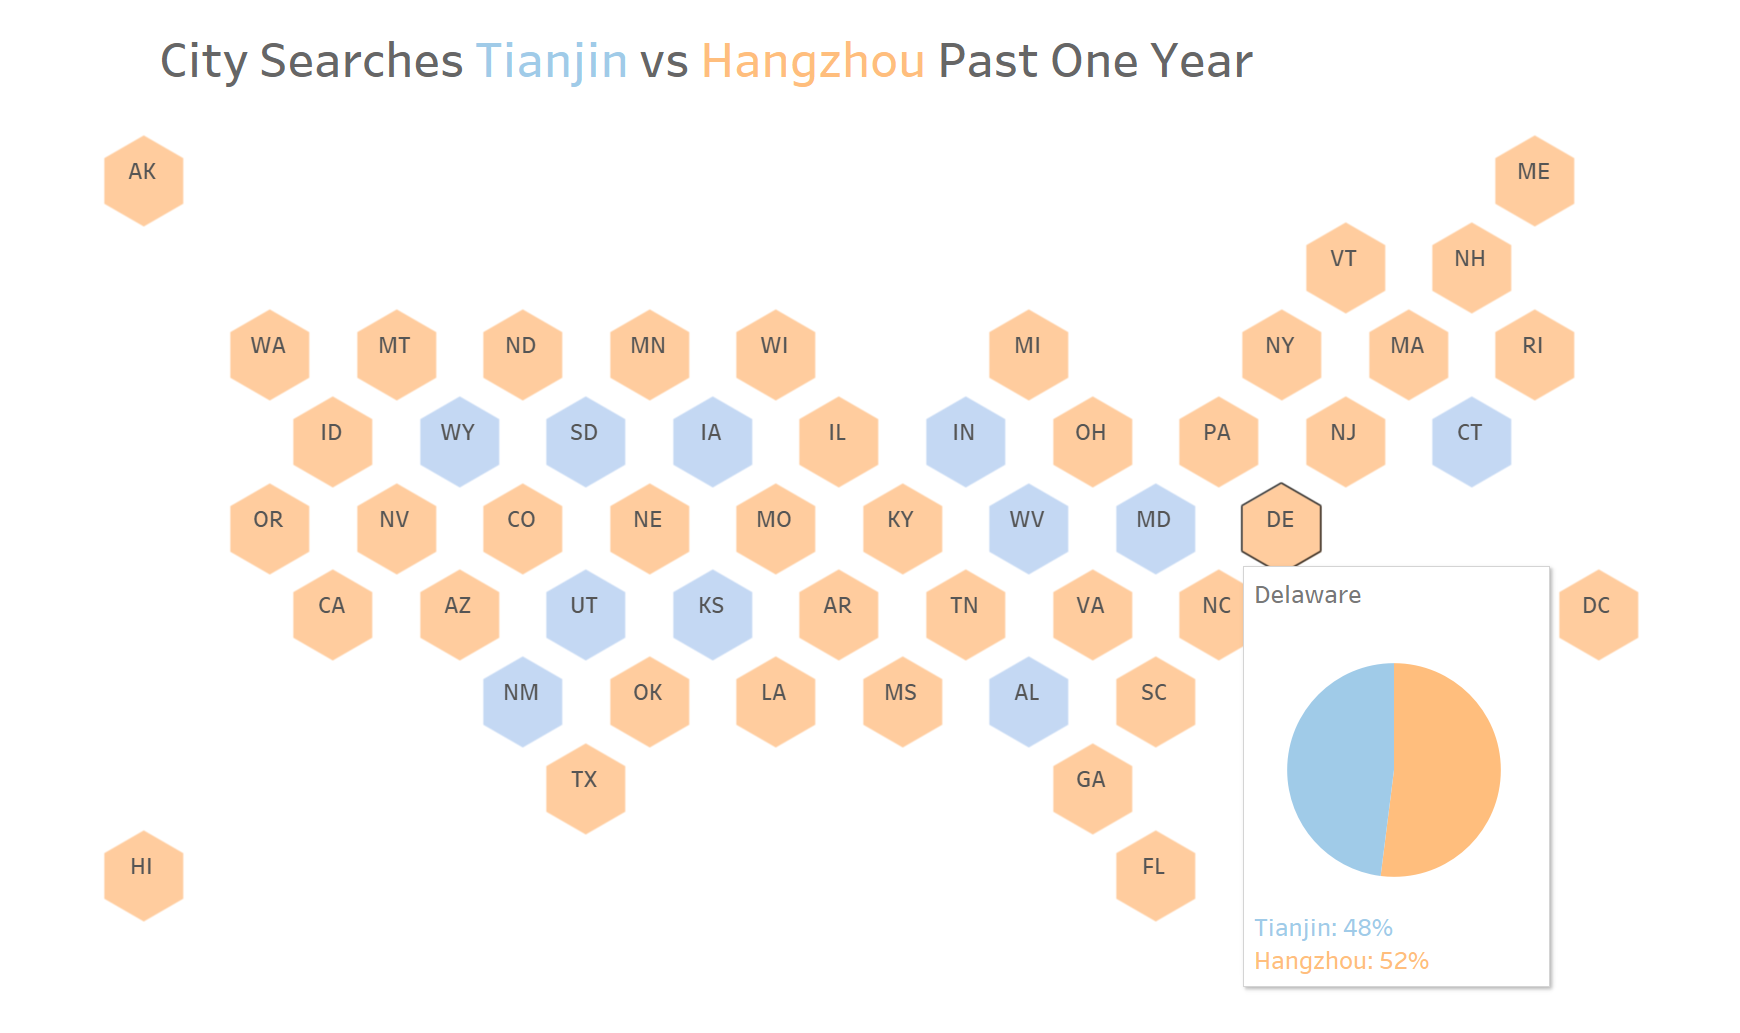 City Searches Tianjin vs Hangzhou Past One Year
AK
ME
VT
NH
WA
MT
ND
MN
WI
MI
NY
MA
RI
ID
WY
SD
IA
IL
IN
OH
PA
NJ
CT
OR
NV
CO
NE
MO
KY
WV
MD
DE
CA
AZ
UT
KS
AR
TN
VA
NC
DC
NM
OK
LA
MS
AL
SC
TX
GA
HI
FL
Delaware
Tianjin: 48%
Hangzhou: 52%